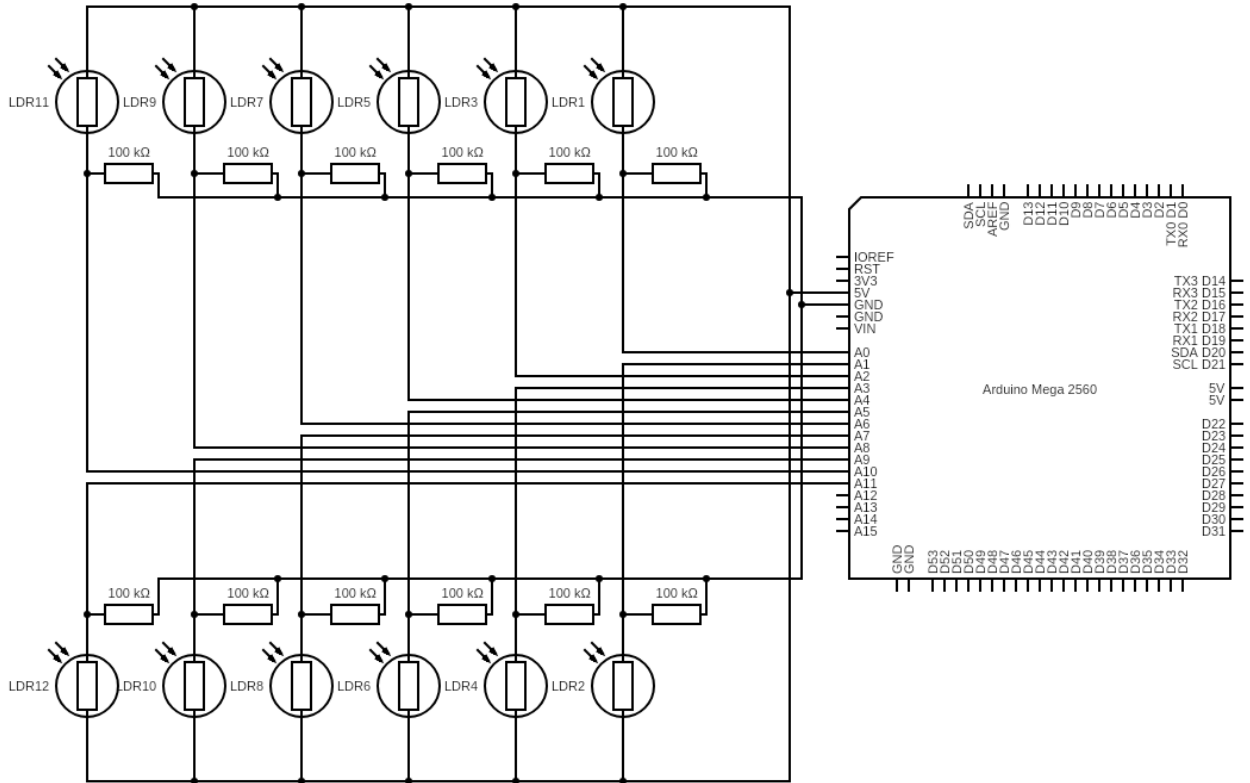 LDR11
LDR9
LDR7
LDR5
LDR3
LDR1
100 kΩ
100 kΩ
100 kΩ
100 kΩ
100 kΩ
100 kΩ
SDA
SCL
AREF
GND
D13
D12
D11
D10
D9
D8
D7
D6
D5
D4
D3
D2
TX0 D1
RX0 D0
IOREF
RST
3V3
5V
GND
GND
VIN
A0
A1
A2
A3
A4
A5
A6
A7
A8
A9
A10
A11
A12
A13
A14
A15
Arduino Mega 2560
TX3 D14
RX3 D15
TX2 D16
RX2 D17
TX1 D18
RX1 D19
SDA D20
SCL D21
5V
5V
D22
D23
D24
D25
D26
D27
D28
D29
D30
D31
GND
GND
D53
D52
D51
D50
D49
D48
D47
D46
D45
D44
D43
D42
D41
D40
D39
D38
D37
D36
D35
D34
D33
D32
100 kΩ
100 kΩ
100 kΩ
100 kΩ
100 kΩ
100 kΩ
LDR12
LDR10
LDR8
LDR6
LDR4
LDR2